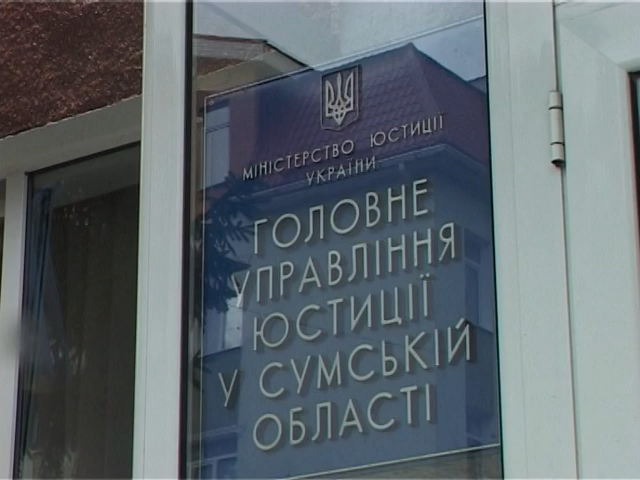 МІНІСТЕРСТВО ЮСТИЦІЇ
УКРАЇНИ
ГОЛОВНЕ
УПРАВЛІННЯ
ЮСТИЦІЇ
У СУМСЬКІЙ
ОБЛАСТІ